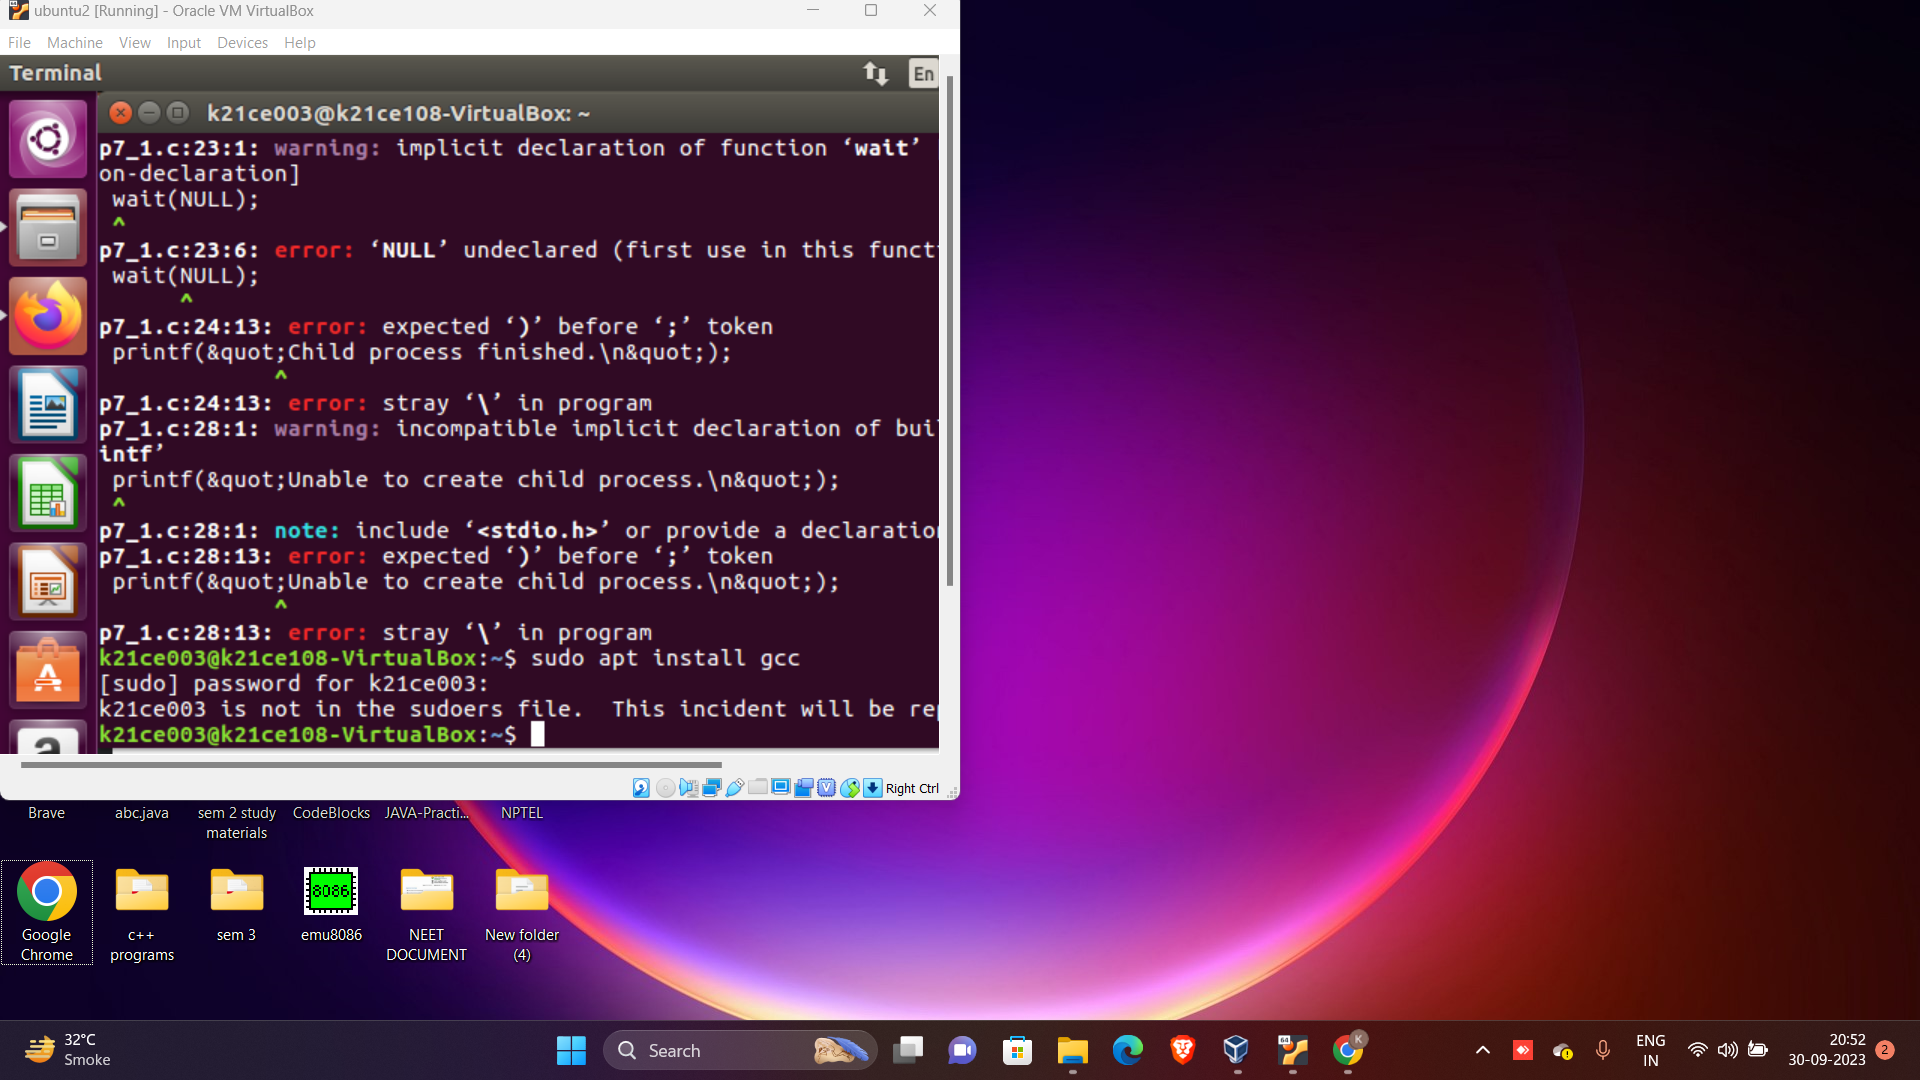 ubuntu2 [Running] - Oracle VM VirtualBox
File Machine View Input Devices Help
Terminal
En
k21ce003@k21ce108-VirtualBox: ~
p7_1.c:23:1: warning: implicit declaration of function ‘wait’
on-declaration]
wait(NULL);
^
p7_1.c:23:6: error: ‘NULL’ undeclared (first use in this funct
wait(NULL);
^
p7_1.c:24:13: error: expected ‘)’ before ‘;’ token
printf(&quot;Child process finished.\n&quot;);
^
p7_1.c:24:13: error: stray ‘\’ in program
p7_1.c:28:1: warning: incompatible implicit declaration of bui
intf’
printf(&quot;Unable to create child process.\n&quot;);
^
p7_1.c:28:1: note: include ‘<stdio.h>’ or provide a declaratio
p7_1.c:28:13: error: expected ‘)’ before ‘;’ token
printf(&quot;Unable to create child process.\n&quot;);
^
p7_1.c:28:13: error: stray ‘\’ in program
k21ce003@k21ce108-VirtualBox:~$ sudo apt install gcc
[sudo] password for k21ce003:
k21ce003 is not in the sudoers file.  This incident will be re
k21ce003@k21ce108-VirtualBox:~$
Right Ctrl
Brave
abc.java
sem 2 study
materials
CodeBlocks
JAVA-Practi...
NPTEL
8086
Google
Chrome
c++
programs
sem 3
emu8086
NEET
DOCUMENT
New folder
(4)
32°C
Smoke
Search
64
K
ENG
IN
20:52
30-09-2023
2